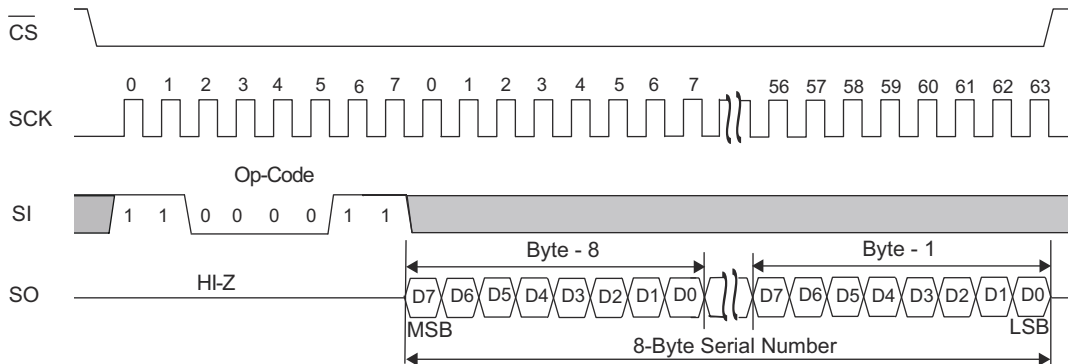 CS
0 1 2 3 4 5 6 7 0 1 2 3 4 5 6 7 56 57 58 59 60 61 62 63
SCK
Op-Code
SI 1 1 0 0 0 0 1 1
Byte - 8 Byte - 1
HI-Z
SO D7 D6 D5 D4 D3 D2 D1 D0 D7 D6 D5 D4 D3 D2 D1 D0
MSB LSB
8-Byte Serial Number